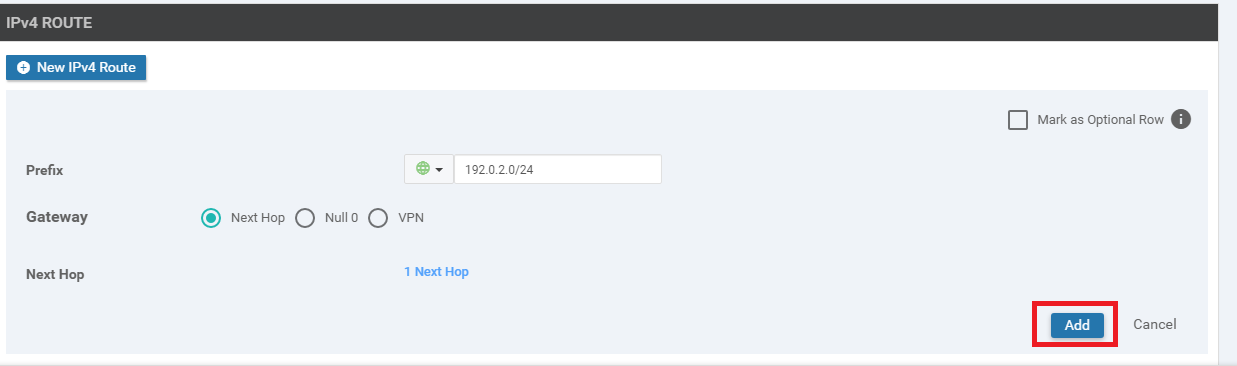 IPv4 ROUTE
New IPv4 Route
Mark as Optional Row
Prefix
192.0.2.0/24
Gateway
Next Hop
Null 0
VPN
Next Hop
1 Next Hop
Add
Cancel